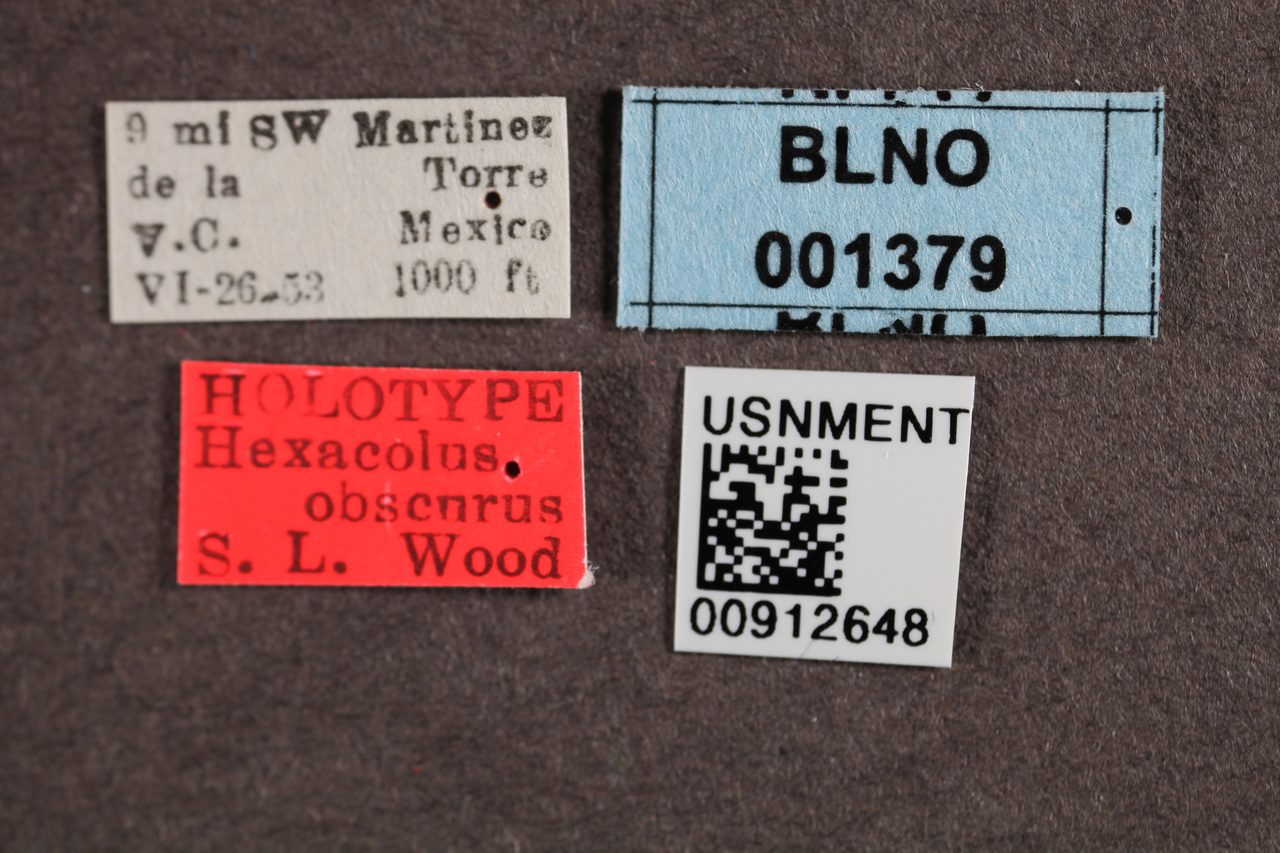 9 mi SW Martinez
de la Torre
V.C. Mexico
VI-26-53 1000 ft
BLNO
001379
HOLOTYPE
Hexacolus
obscurus
S. L. Wood
USNMENT
00912648